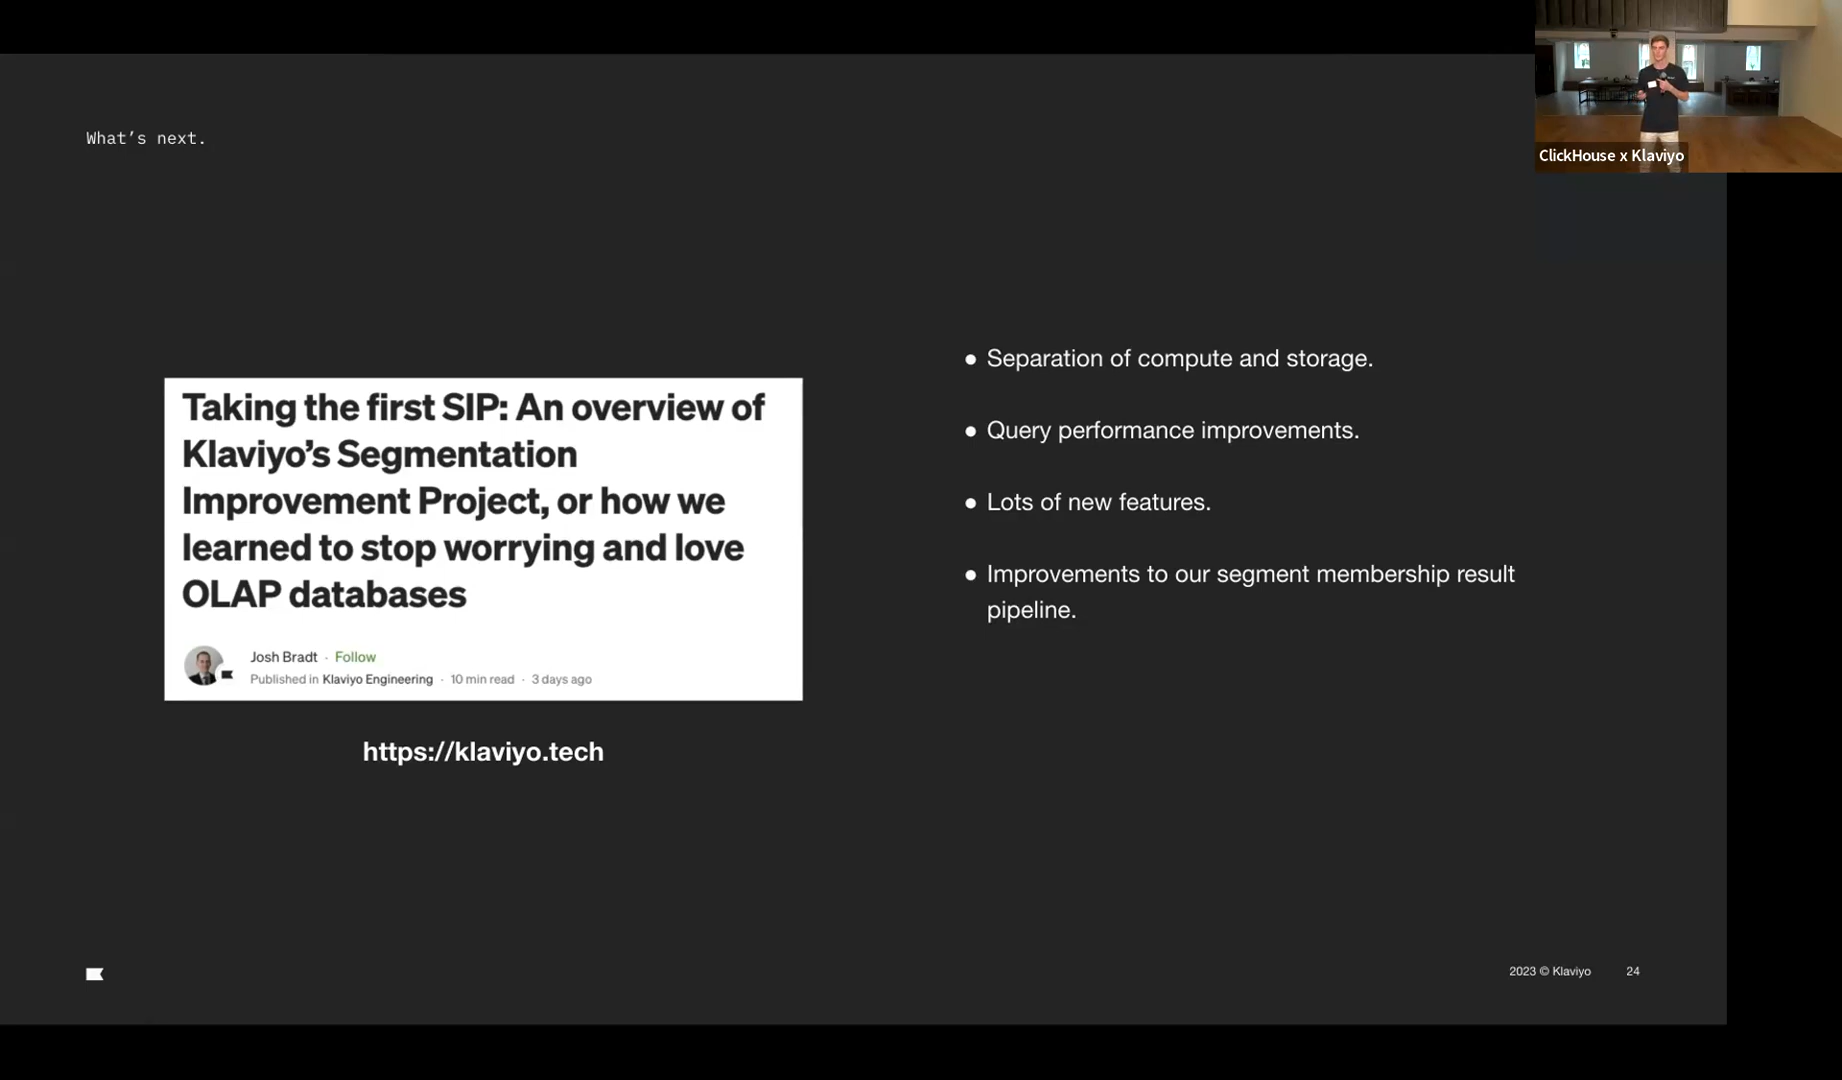 What's next.
ClickHouse x Klaviyo
Taking the first SIP: An overview of
Klaviyo's Segmentation
Improvement Project, or how we
learned to stop worrying and love
OLAP databases
Josh Bradt · Follow
Published in Klaviyo Engineering · 10 min read · 3 days ago
https://klaviyo.tech
● Separation of compute and storage.
● Query performance improvements.
● Lots of new features.
● Improvements to our segment membership result
pipeline.
2023 © Klaviyo 24